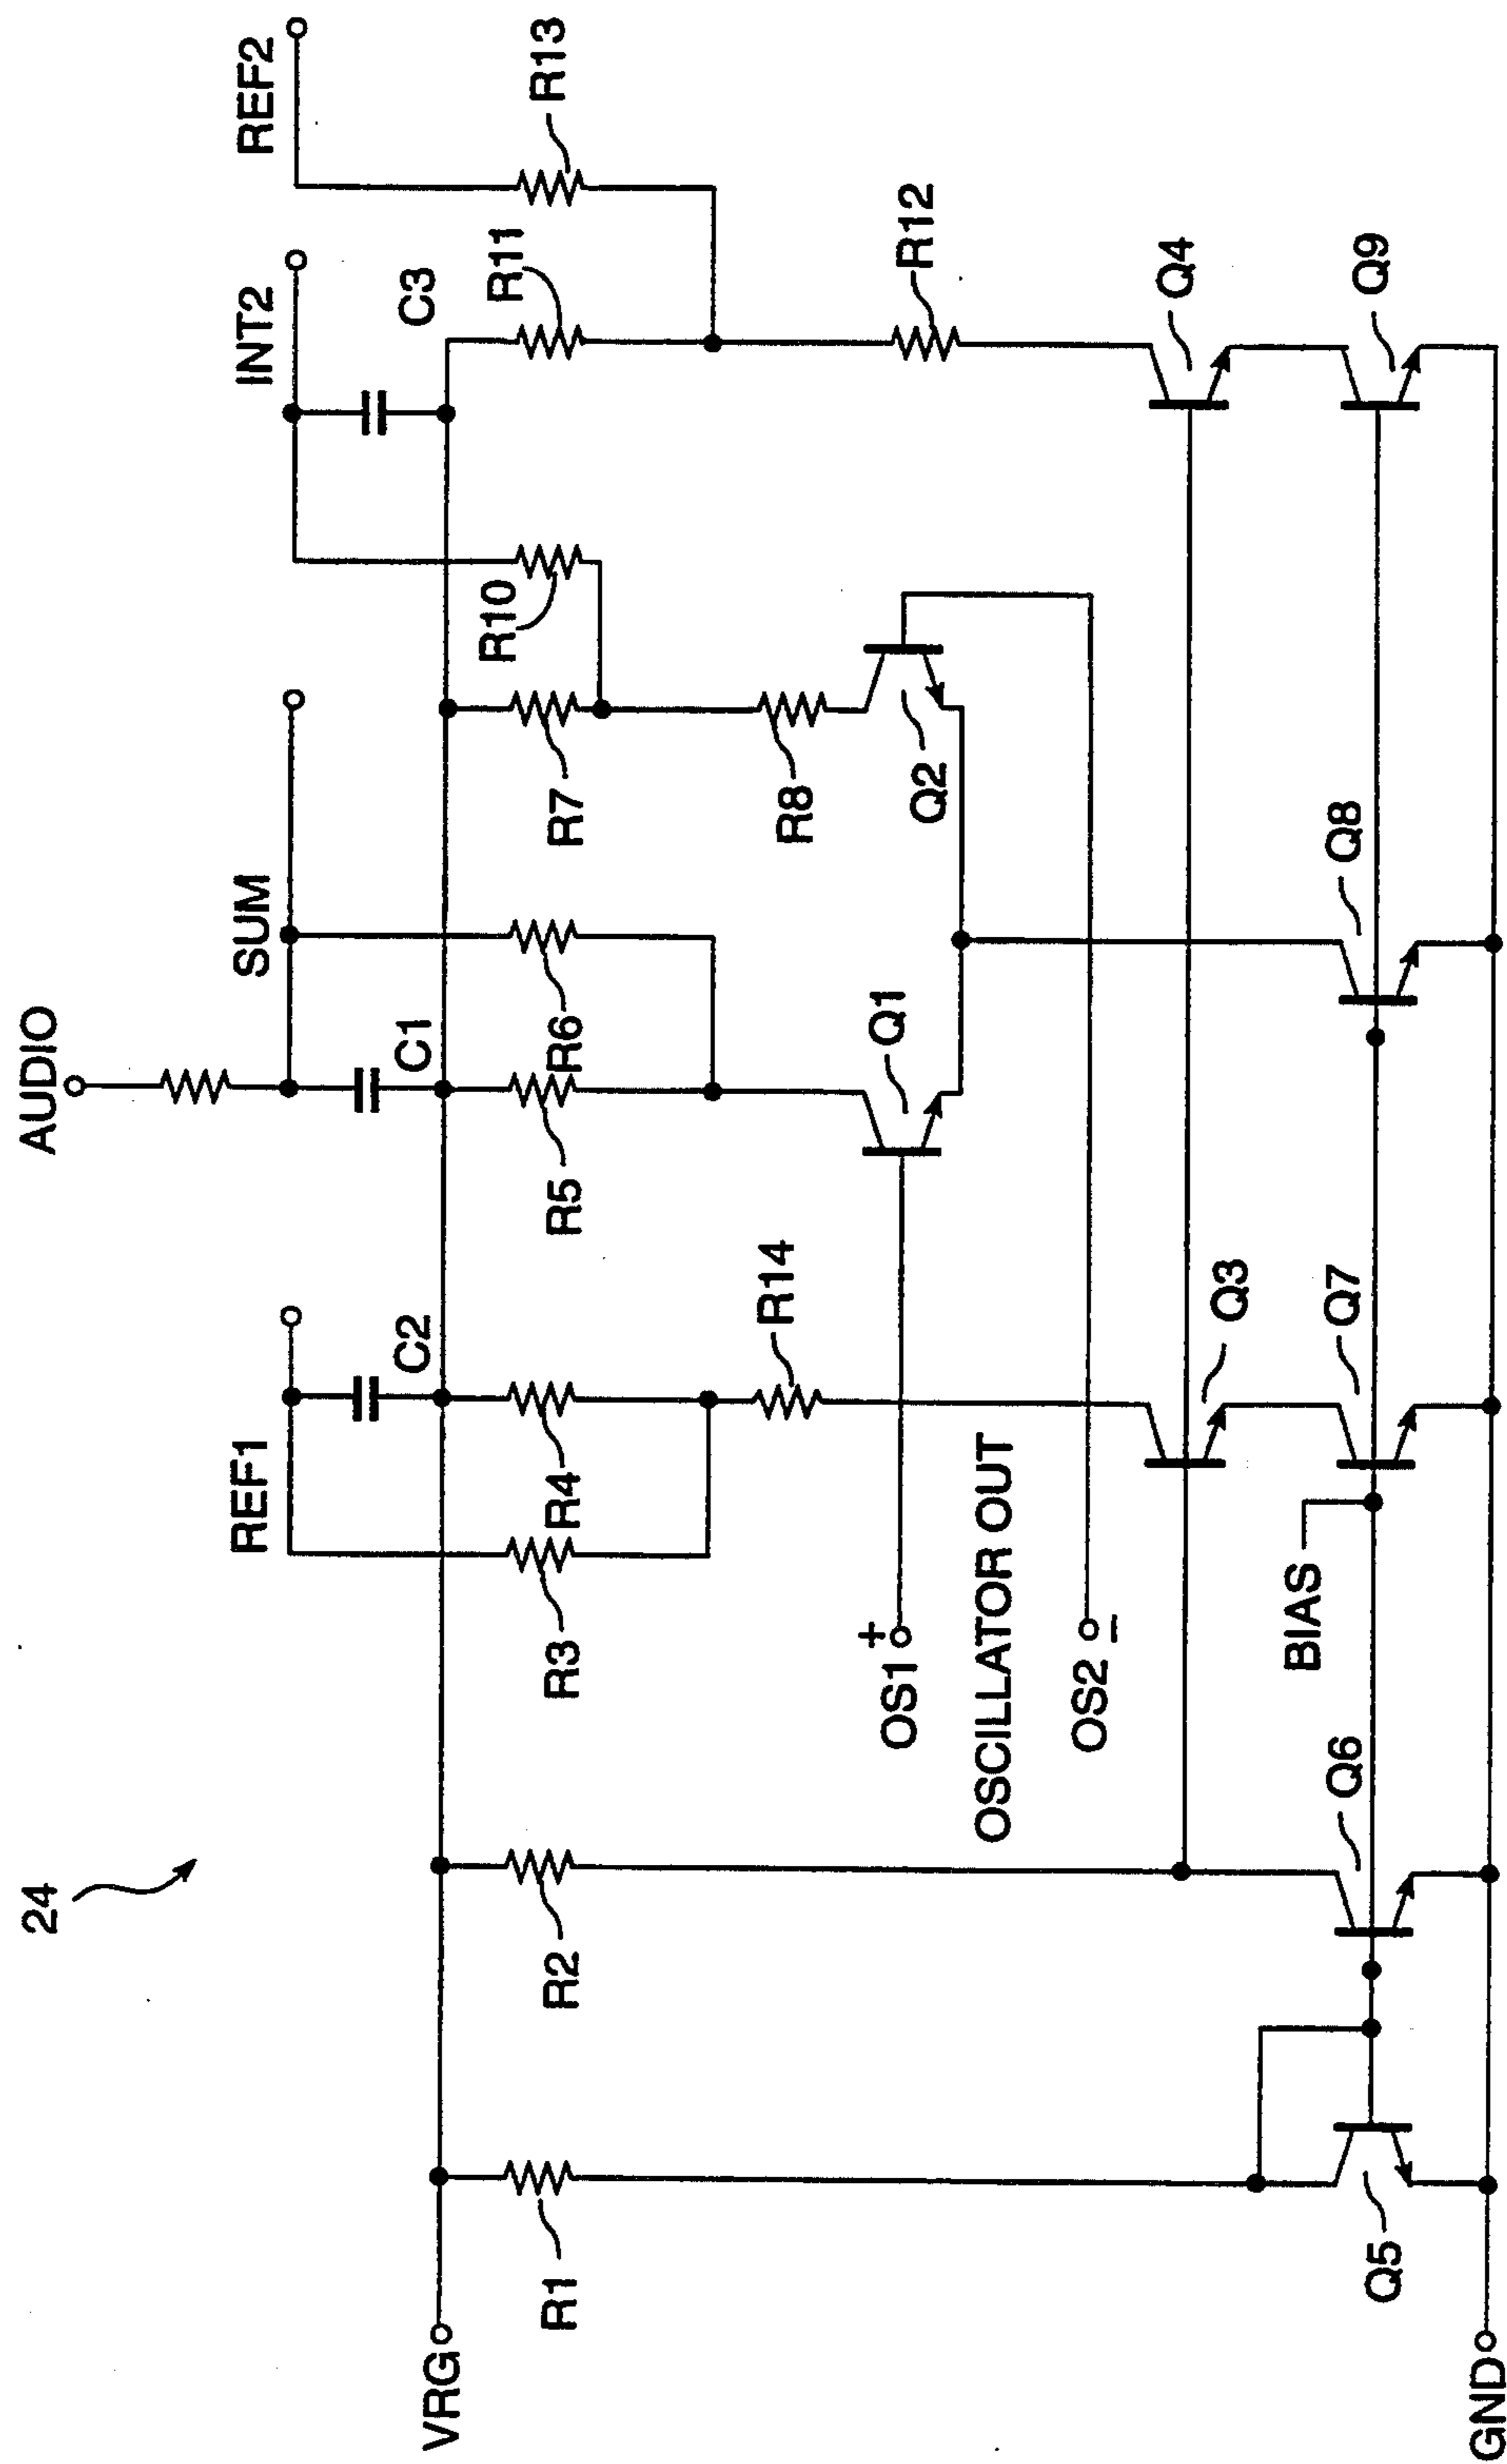 24
AUDIO
REF1
SUM
INT2
REF2
VRG
C2
C1
C3
R1
R2
R3
R4
R5
R6
R7
R10
R11
R13
R14
R8
R12
OS1
+
OSCILLATOR OUT
OS2
−
Q1
Q2
Q3
Q4
BIAS
Q5
Q6
Q7
Q8
Q9
GND